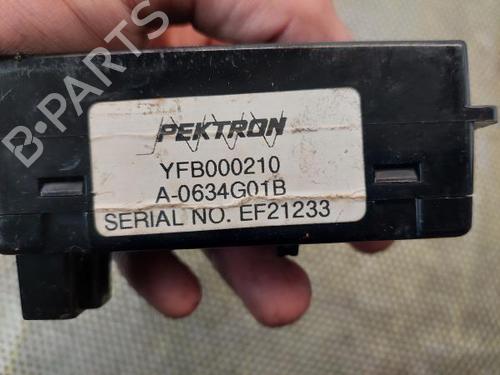 PEKTRON
YFB000210
A-0634G01B
SERIAL NO. EF21233
B-PARTS